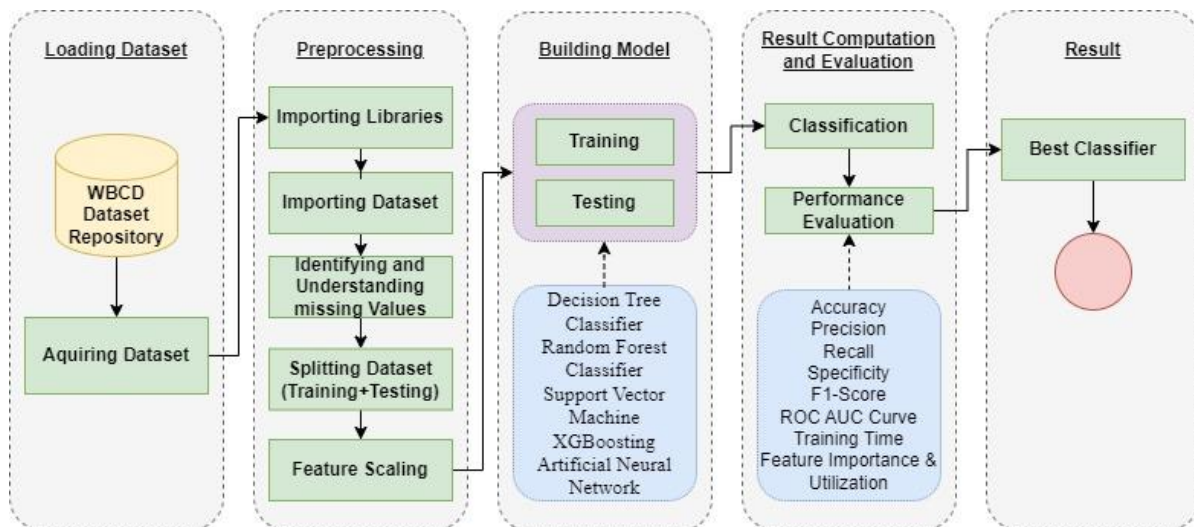 Loading Dataset
WBCD
Dataset
Repository
Aquiring Dataset
Preprocessing
Importing Libraries
Importing Dataset
Identifying and
Understanding
missing Values
Splitting Dataset
(Training+Testing)
Feature Scaling
Building Model
Training
Testing
Decision Tree
Classifier
Random Forest
Classifier
Support Vector
Machine
XGBoosting
Artificial Neural
Network
Result Computation
and Evaluation
Classification
Performance
Evaluation
Accuracy
Precision
Recall
Specificity
F1-Score
ROC AUC Curve
Training Time
Feature Importance &
Utilization
Result
Best Classifier